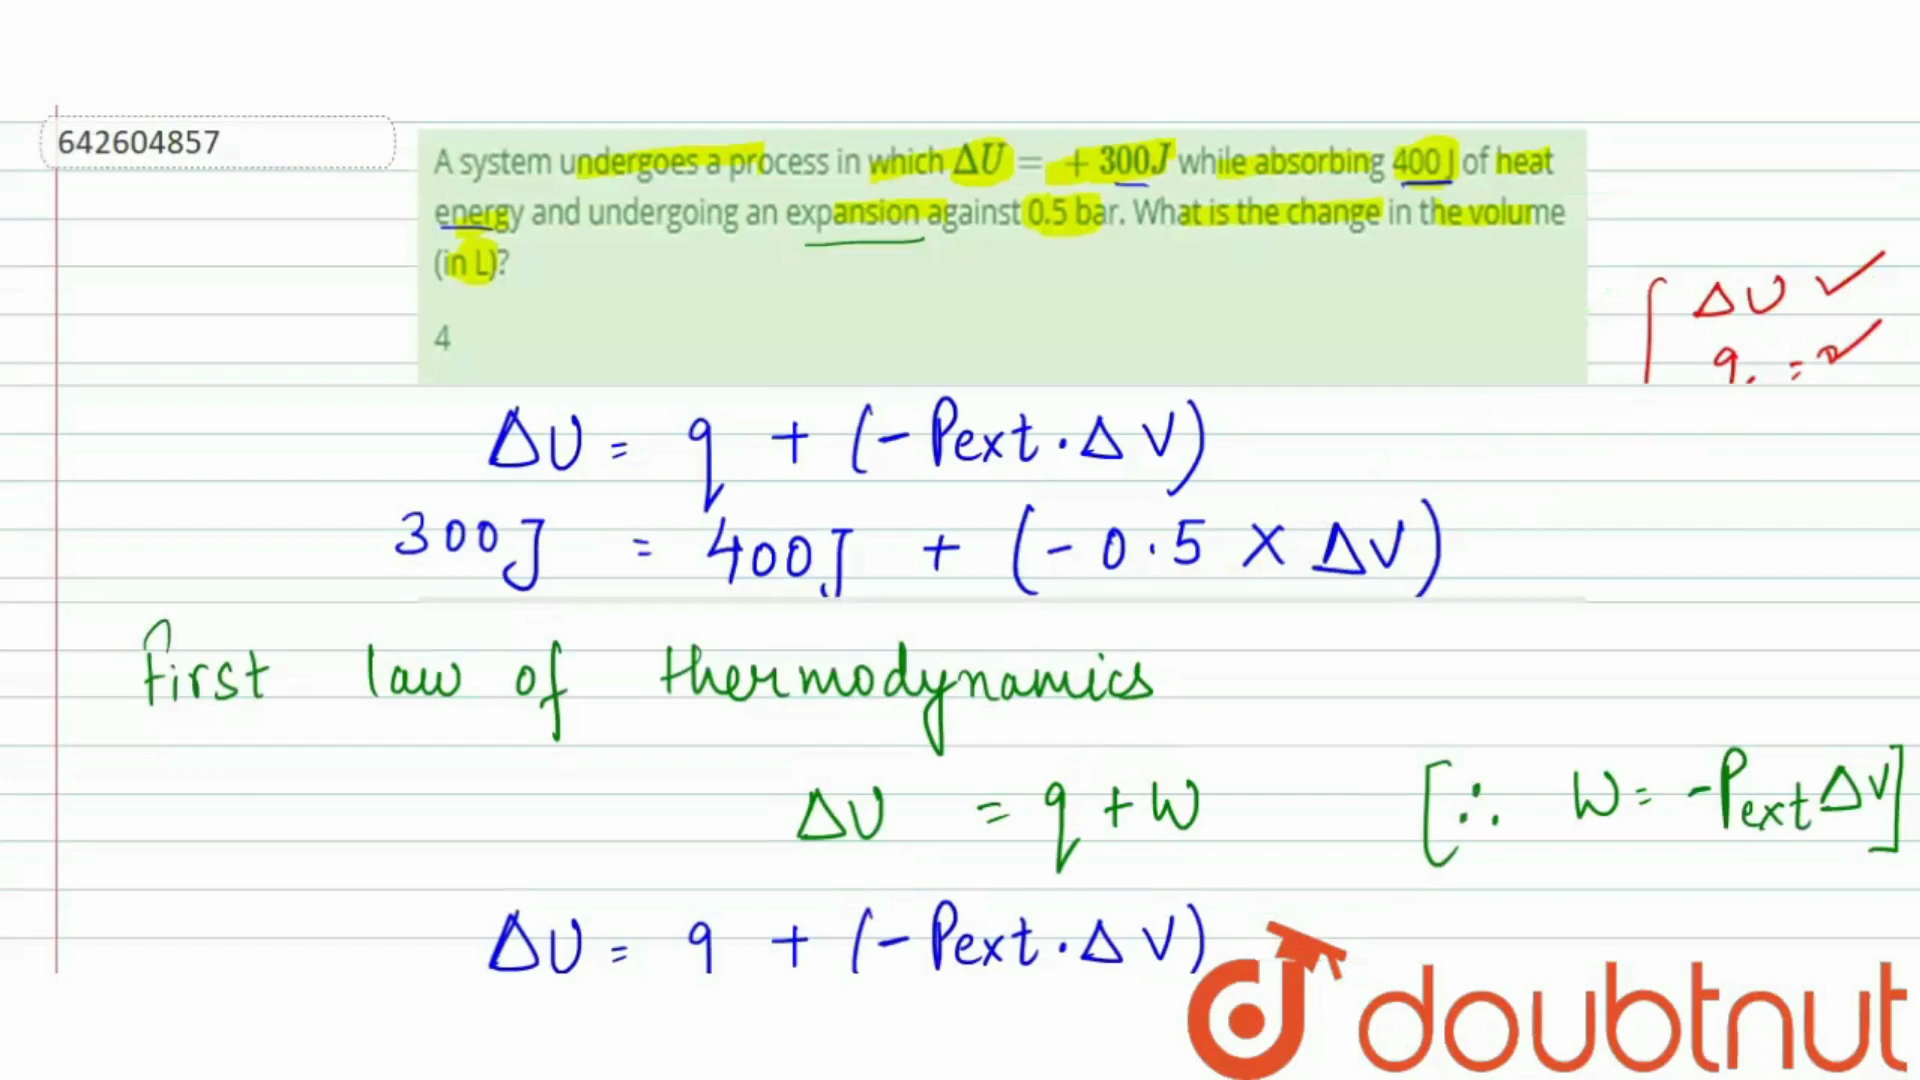 642604857
A system undergoes a process in which ΔU = +300J while absorbing 400 J of heat
energy and undergoing an expansion against 0.5 bar. What is the change in the volume
(in L)?
4
ΔU ✓
q = ✓
ΔU = q + (-Pext·ΔV)
300J = 400J + (-0.5 × ΔV)
First law of thermodynamics
ΔU = q + W [∴ W = -Pext ΔV]
ΔU = q + (-Pext·ΔV)
doubtnut